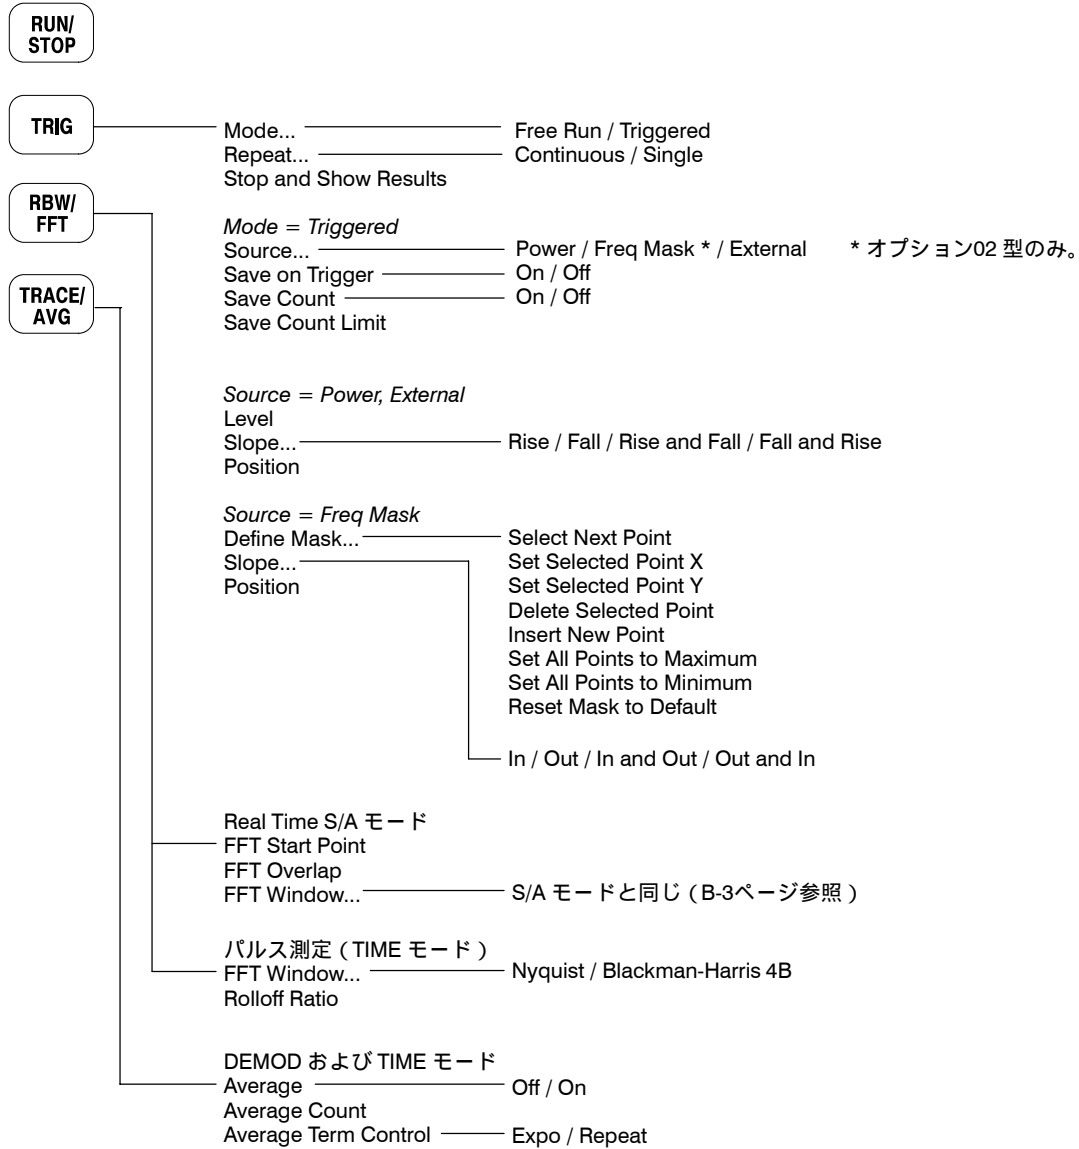 RUN/
STOP
TRIG
Mode... Free Run / Triggered
Repeat... Continuous / Single
Stop and Show Results
RBW/
FFT
Mode = Triggered
Source... Power / Freq Mask * / External * オプション02 型のみ。
Save on Trigger On / Off
Save Count On / Off
Save Count Limit
TRACE/
AVG
Source = Power, External
Level
Slope... Rise / Fall / Rise and Fall / Fall and Rise
Position
Source = Freq Mask
Define Mask... Select Next Point
Slope... Set Selected Point X
Position Set Selected Point Y
Delete Selected Point
Insert New Point
Set All Points to Maximum
Set All Points to Minimum
Reset Mask to Default
In / Out / In and Out / Out and In
Real Time S/A モード
FFT Start Point
FFT Overlap
FFT Window... S/A モードと同じ（B-3ページ参照）
パルス測定（TIME モード）
FFT Window... Nyquist / Blackman-Harris 4B
Rolloff Ratio
DEMOD および TIME モード
Average Off / On
Average Count
Average Term Control Expo / Repeat